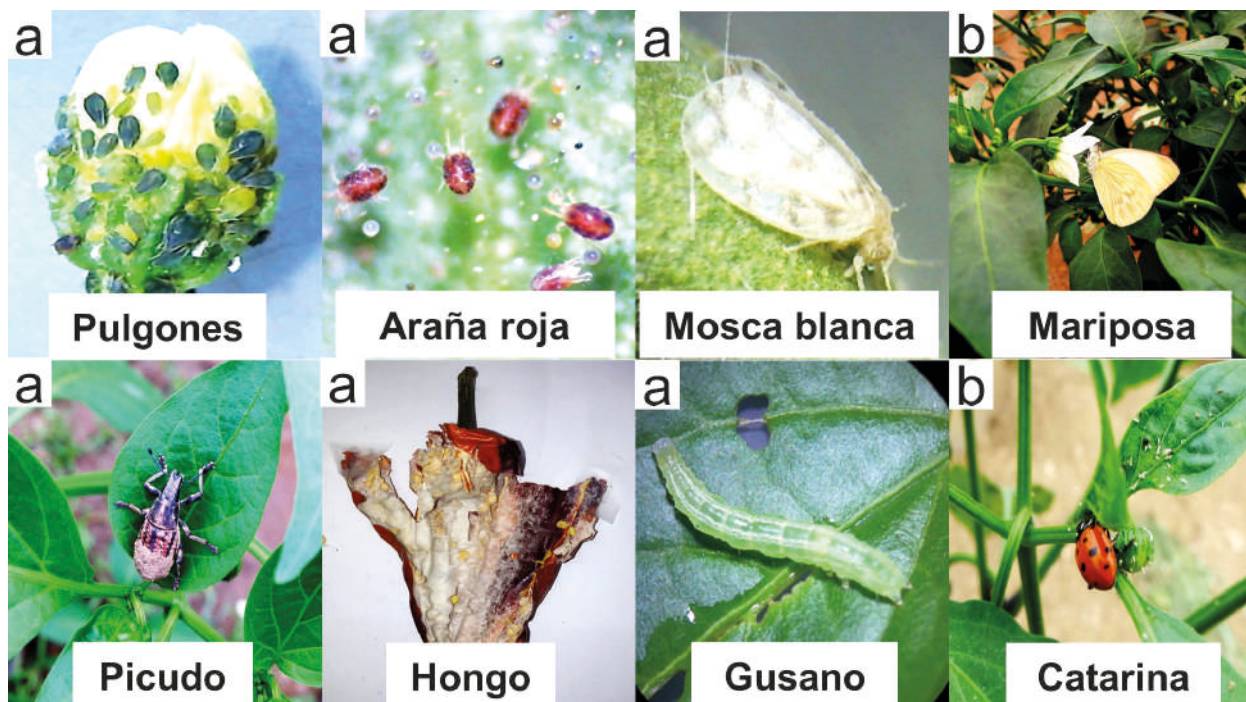 a
a
a
b
Pulgones
Araña roja
Mosca blanca
Mariposa
a
a
a
b
Picudo
Hongo
Gusano
Catarina